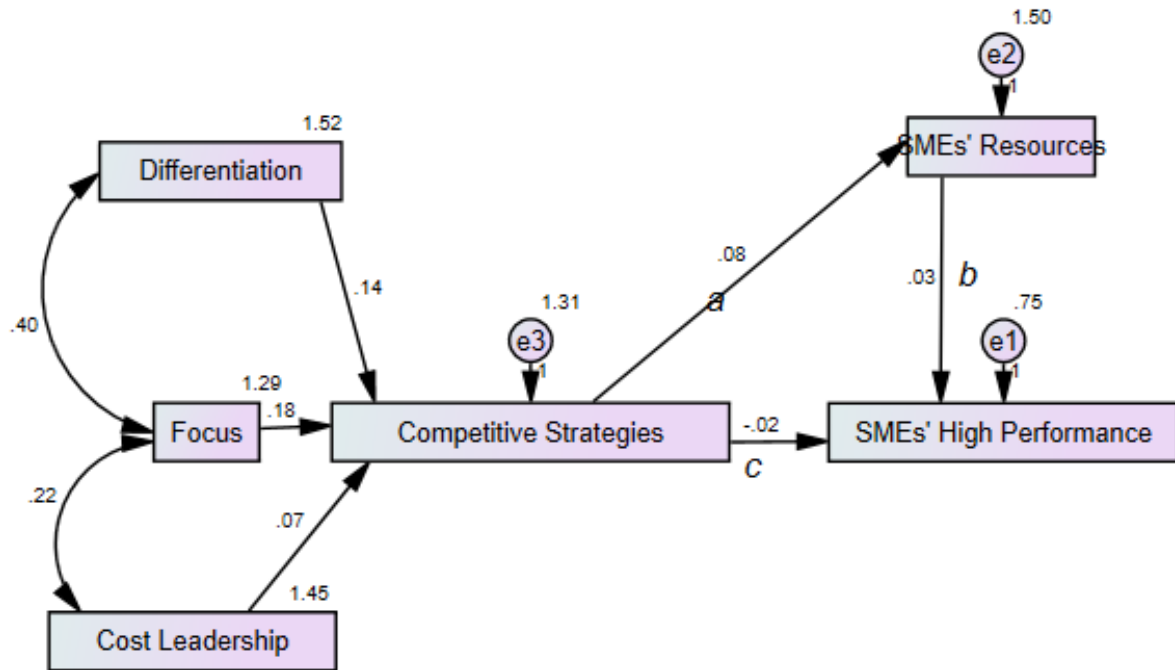 1.50
e2
1
SMEs' Resources
1.52
Differentiation
.08
a
.03
b
.14
.40
1.31
e3
1
.75
e1
1
1.29
.18
Focus
Competitive Strategies
-.02
c
SMEs' High Performance
.22
.07
1.45
Cost Leadership